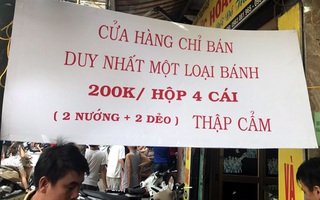 CỬA HÀNG CHỈ BÁN
DUY NHẤT MỘT LOẠI BÁNH
200K/ HỘP 4 CÁI
( 2 NƯỚNG + 2 DẺO ) THẬP CẨM